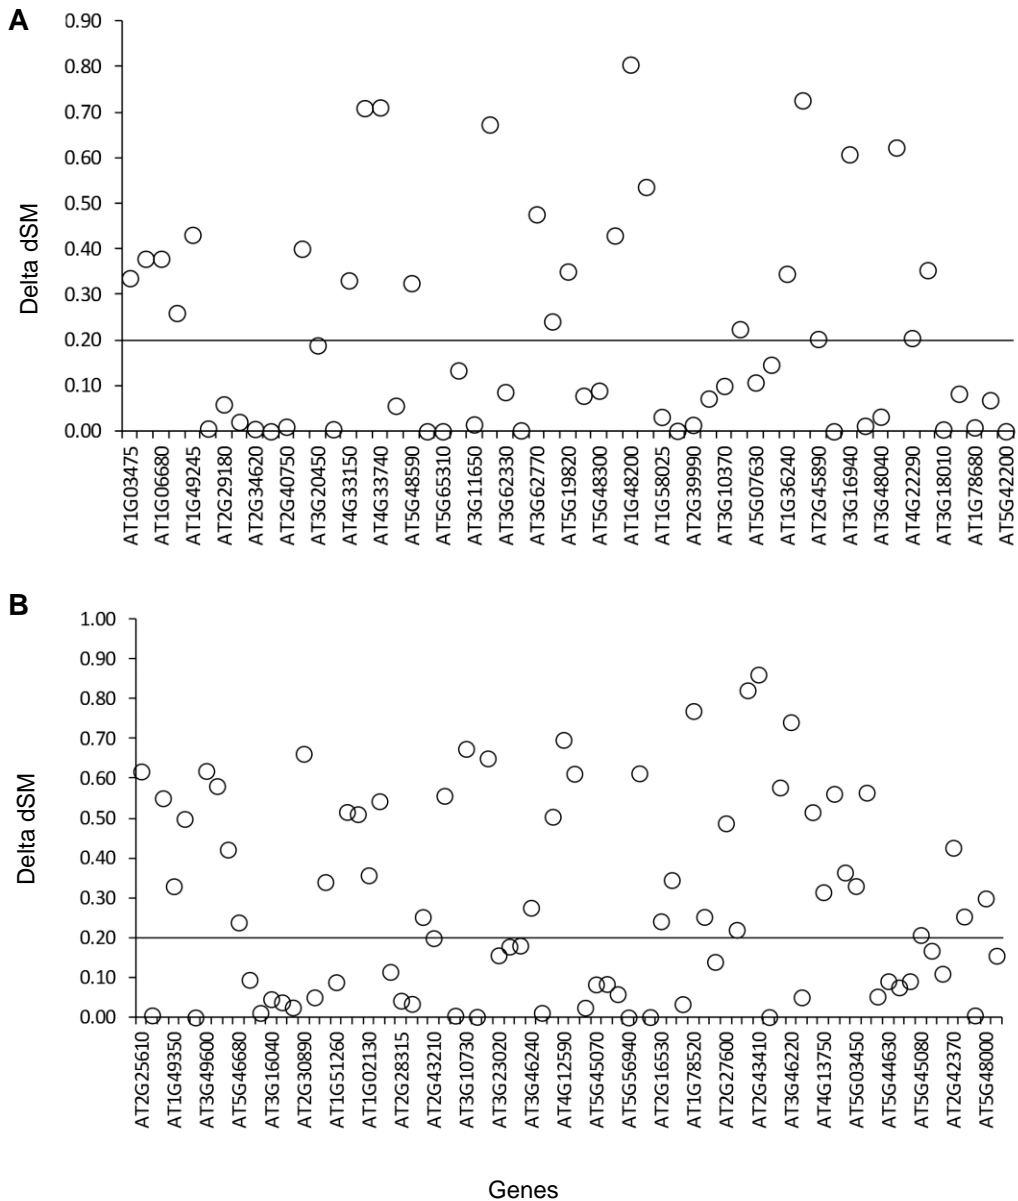 A
0.90
0.80
0.70
0.60
0.50
0.40
0.30
0.20
0.10
0.00
Delta dSM
AT1G03475
AT1G06680
AT1G49245
AT2G29180
AT2G34620
AT2G40750
AT3G20450
AT4G33150
AT4G33740
AT5G48590
AT5G65310
AT3G11650
AT3G62330
AT3G62770
AT5G19820
AT5G48300
AT1G48200
AT1G58025
AT2G39990
AT3G10370
AT5G07630
AT1G36240
AT2G45890
AT3G16940
AT3G48040
AT4G22290
AT3G18010
AT1G78680
AT5G42200
B
1.00
0.90
0.80
0.70
0.60
0.50
0.40
0.30
0.20
0.10
0.00
Delta dSM
AT2G25610
AT1G49350
AT3G49600
AT5G46680
AT3G16040
AT2G30890
AT1G51260
AT1G02130
AT2G28315
AT2G43210
AT3G10730
AT3G23020
AT3G46240
AT4G12590
AT5G45070
AT5G56940
AT2G16530
AT1G78520
AT2G27600
AT2G43410
AT3G46220
AT4G13750
AT5G03450
AT5G44630
AT5G45080
AT2G42370
AT5G48000
Genes